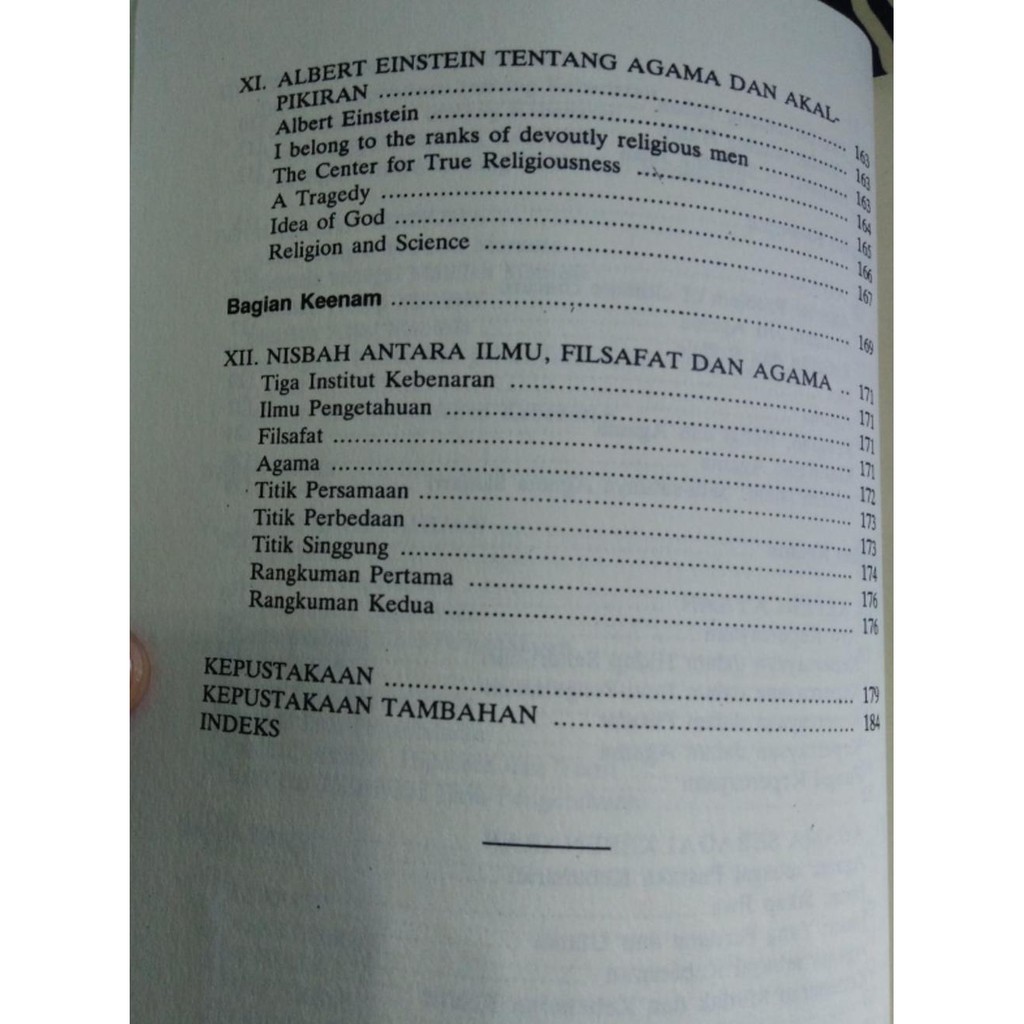 XI. ALBERT EINSTEIN TENTANG AGAMA DAN AKAL-
PIKIRAN ........ 163
Albert Einstein ........ 163
I belong to the ranks of devoutly religious men ........ 163
The Center for True Religiousness ........ 164
A Tragedy ........ 165
Idea of God ........ 166
Religion and Science ........ 167
Bagian Keenam ........ 169
XII. NISBAH ANTARA ILMU, FILSAFAT DAN AGAMA .. 171
Tiga Institut Kebenaran ........ 171
Ilmu Pengetahuan ........ 171
Filsafat ........ 171
Agama ........ 172
Titik Persamaan ........ 173
Titik Perbedaan ........ 173
Titik Singgung ........ 174
Rangkuman Pertama ........ 176
Rangkuman Kedua ........ 176
KEPUSTAKAAN ........ 179
KEPUSTAKAAN TAMBAHAN ........ 184
INDEKS